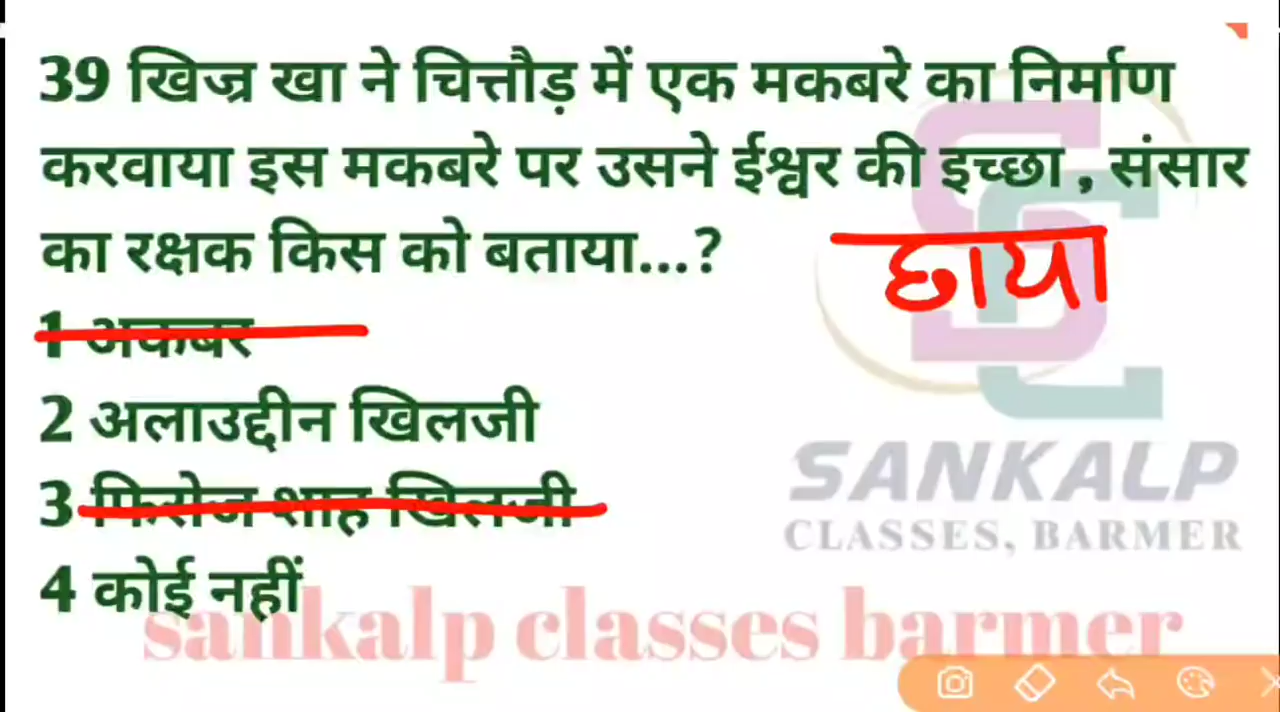 39 खिज्र खा ने चित्तौड़ में एक मकबरे का निर्माण
करवाया इस मकबरे पर उसने ईश्वर की इच्छा , संसार
का रक्षक किस को बताया...?
छाया
1 अकबर
2 अलाउद्दीन खिलजी
3 फिरोज शाह खिलजी
4 कोई नहीं
SANKALP
CLASSES, BARMER
sankalp classes barmer